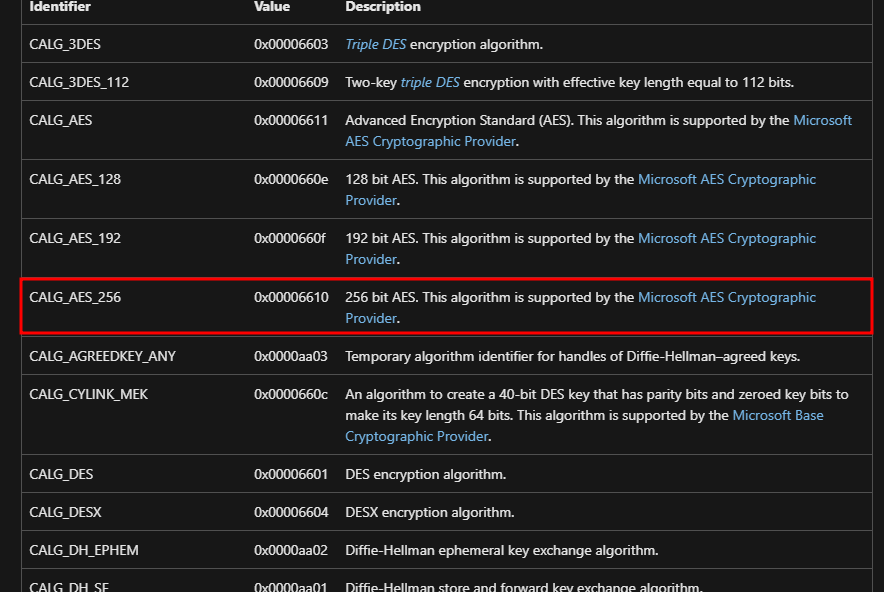 Identifier Value Description
CALG_3DES 0x00006603 Triple DES encryption algorithm.
CALG_3DES_112 0x00006609 Two-key triple DES encryption with effective key length equal to 112 bits.
CALG_AES 0x00006611 Advanced Encryption Standard (AES). This algorithm is supported by the Microsoft
AES Cryptographic Provider.
CALG_AES_128 0x0000660e 128 bit AES. This algorithm is supported by the Microsoft AES Cryptographic
Provider.
CALG_AES_192 0x0000660f 192 bit AES. This algorithm is supported by the Microsoft AES Cryptographic
Provider.
CALG_AES_256 0x00006610 256 bit AES. This algorithm is supported by the Microsoft AES Cryptographic
Provider.
CALG_AGREEDKEY_ANY 0x0000aa03 Temporary algorithm identifier for handles of Diffie-Hellman–agreed keys.
CALG_CYLINK_MEK 0x0000660c An algorithm to create a 40-bit DES key that has parity bits and zeroed key bits to
make its key length 64 bits. This algorithm is supported by the Microsoft Base
Cryptographic Provider.
CALG_DES 0x00006601 DES encryption algorithm.
CALG_DESX 0x00006604 DESX encryption algorithm.
CALG_DH_EPHEM 0x0000aa02 Diffie-Hellman ephemeral key exchange algorithm.
CALG_DH_SF 0x0000aa01 Diffie-Hellman store and forward key exchange algorithm.